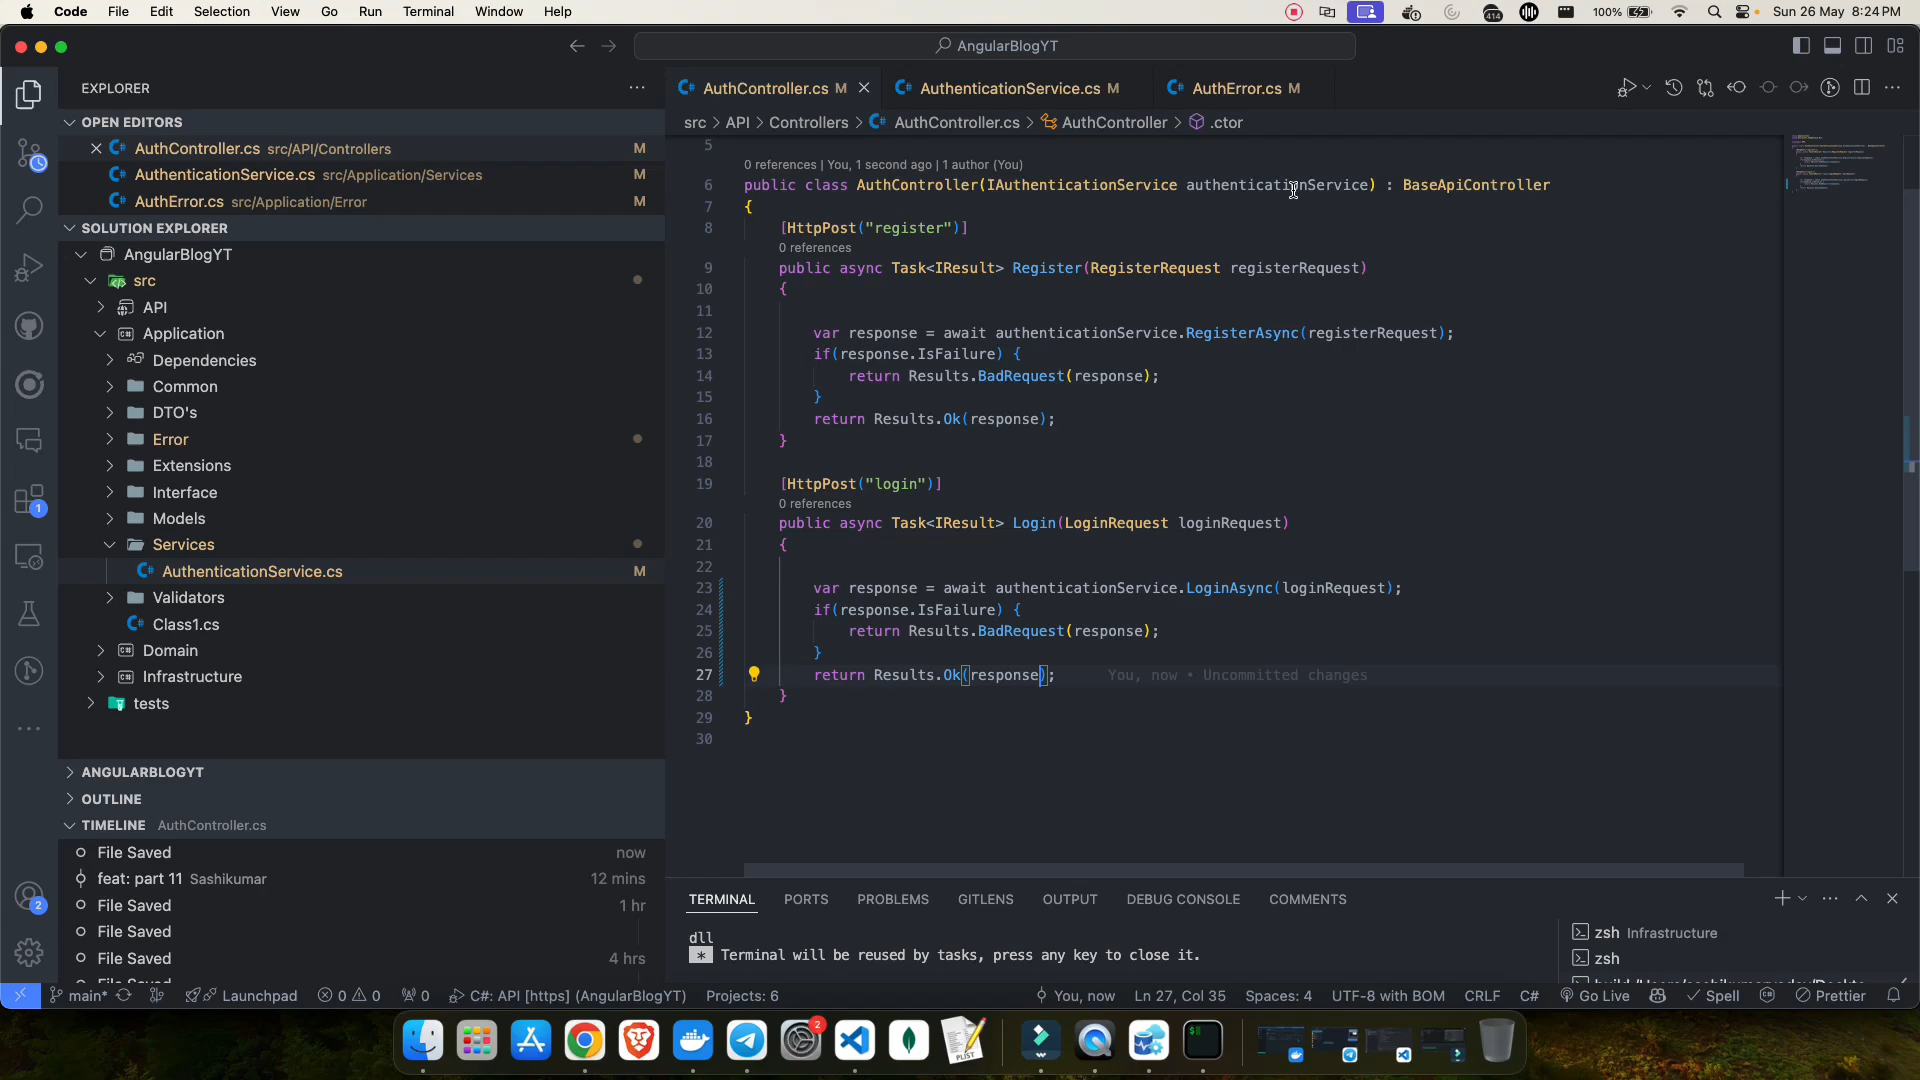 Code File Edit Selection View Go Run Terminal Window Help 414 100% Sun 26 May 8:24 PM
AngularBlogYT
EXPLORER
OPEN EDITORS
AuthController.cs src/API/Controllers M
AuthenticationService.cs src/Application/Services M
AuthError.cs src/Application/Error M
SOLUTION EXPLORER
AngularBlogYT
src
API
Application
Dependencies
Common
DTO's
Error
Extensions
Interface
Models
Services
AuthenticationService.cs M
Validators
Class1.cs
Domain
Infrastructure
tests
ANGULARBLOGYT
OUTLINE
TIMELINE AuthController.cs
File Saved now
feat: part 11 Sashikumar 12 mins
File Saved 1 hr
File Saved
File Saved 4 hrs
AuthController.cs M AuthenticationService.cs M AuthError.cs M
src > API > Controllers > AuthController.cs > AuthController > .ctor
5
0 references | You, 1 second ago | 1 author (You)
6 public class AuthController(IAuthenticationService authenticationService) : BaseApiController
7 {
8 [HttpPost("register")]
0 references
9 public async Task<IResult> Register(RegisterRequest registerRequest)
10 {
11
12 var response = await authenticationService.RegisterAsync(registerRequest);
13 if(response.IsFailure) {
14 return Results.BadRequest(response);
15 }
16 return Results.Ok(response);
17 }
18
19 [HttpPost("login")]
0 references
20 public async Task<IResult> Login(LoginRequest loginRequest)
21 {
22
23 var response = await authenticationService.LoginAsync(loginRequest);
24 if(response.IsFailure) {
25 return Results.BadRequest(response);
26 }
27 return Results.Ok(response); You, now • Uncommitted changes
28 }
29 }
30
TERMINAL PORTS PROBLEMS GITLENS OUTPUT DEBUG CONSOLE COMMENTS
dll
* Terminal will be reused by tasks, press any key to close it.
zsh Infrastructure
zsh
main* Launchpad 0 0 0 C#: API [https] (AngularBlogYT) Projects: 6 You, now Ln 27, Col 35 Spaces: 4 UTF-8 with BOM CRLF C# Go Live Spell Prettier
1
2
2
PLIST